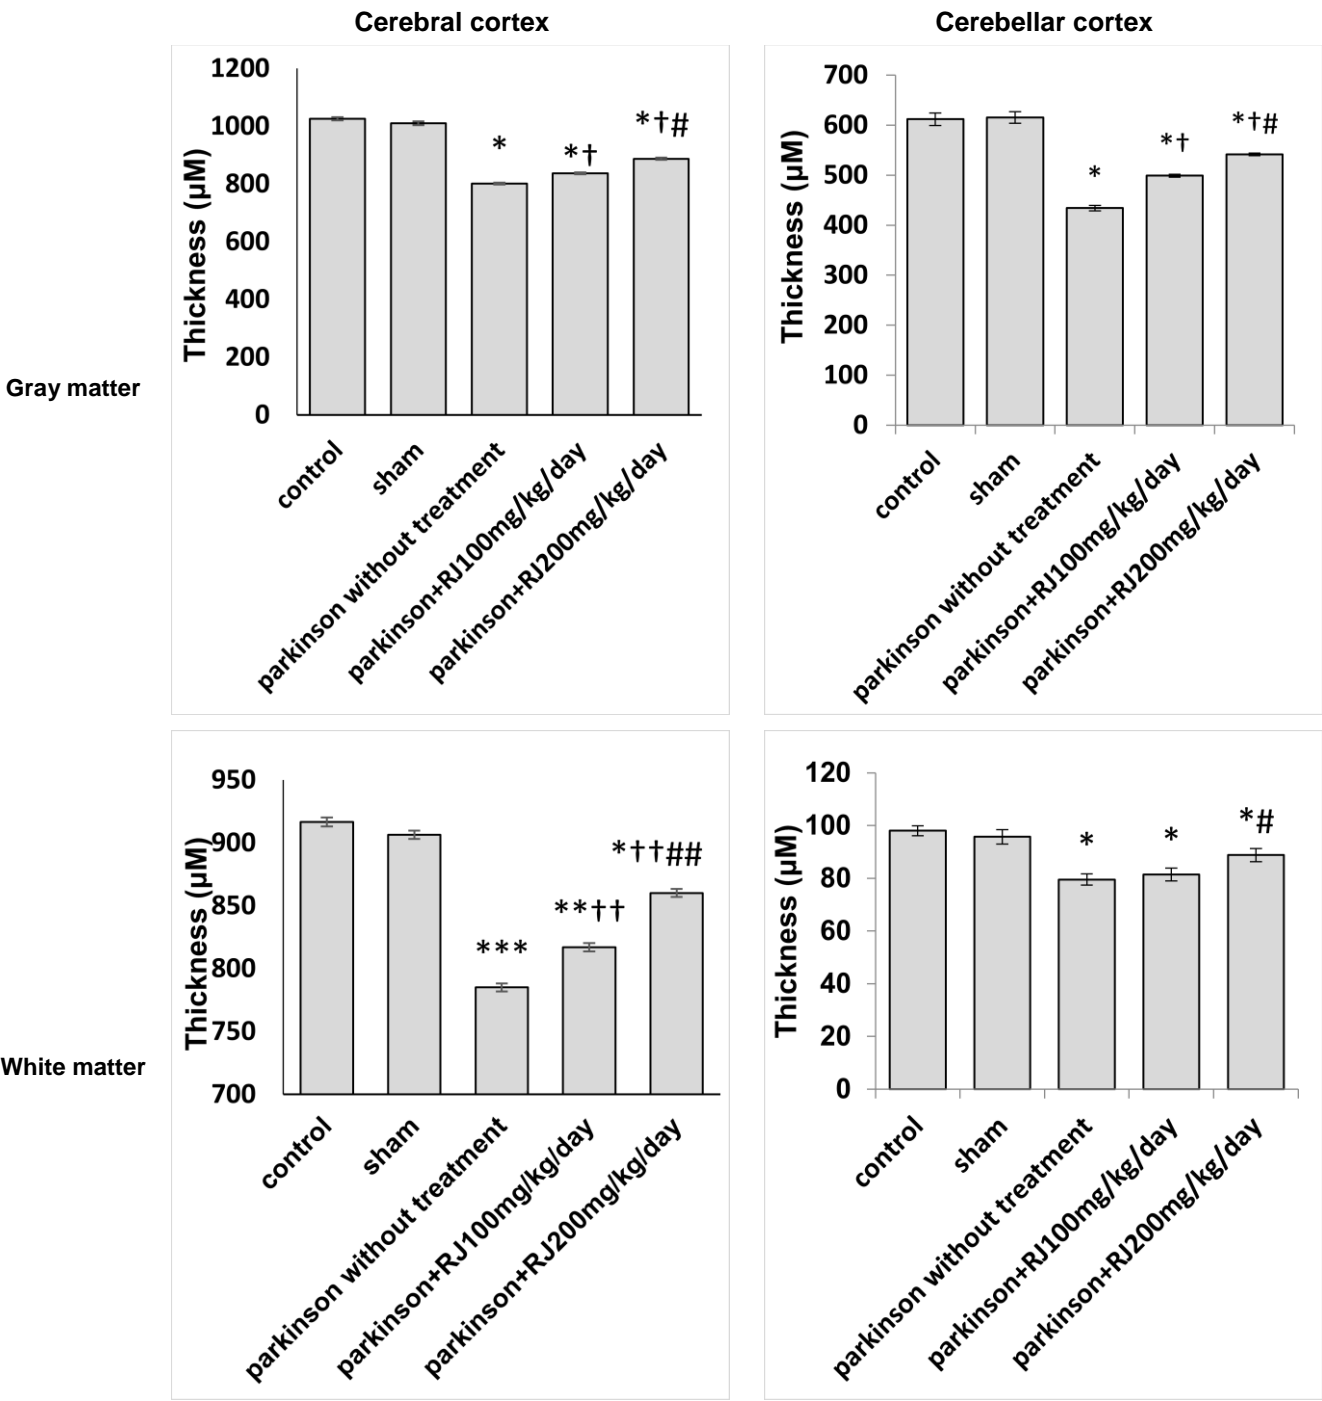 Cerebral cortex
Cerebellar cortex
Gray matter
Thickness (µM)
1200
1000
800
600
400
200
0
*
*†
*†#
control
sham
parkinson without treatment
parkinson+RJ100mg/kg/day
parkinson+RJ200mg/kg/day
Thickness (µM)
700
600
500
400
300
200
100
0
*
*†
*†#
control
sham
parkinson without treatment
parkinson+RJ100mg/kg/day
parkinson+RJ200mg/kg/day
White matter
Thickness (µM)
950
900
850
800
750
700
***
**††
*††##
control
sham
parkinson without treatment
parkinson+RJ100mg/kg/day
parkinson+RJ200mg/kg/day
Thickness (µM)
120
100
80
60
40
20
0
*
*
*#
control
sham
parkinson without treatment
parkinson+RJ100mg/kg/day
parkinson+RJ200mg/kg/day